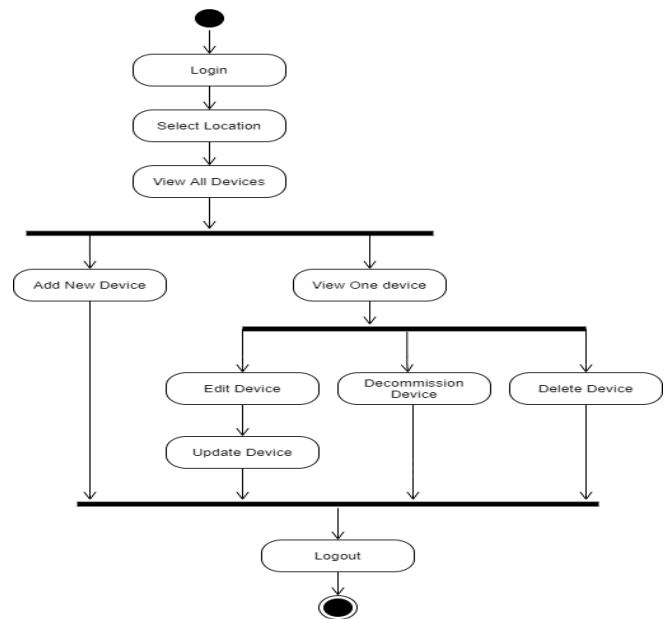 Login
Select Location
View All Devices
Add New Device
View One device
Edit Device
Decommission
Device
Delete Device
Update Device
Logout